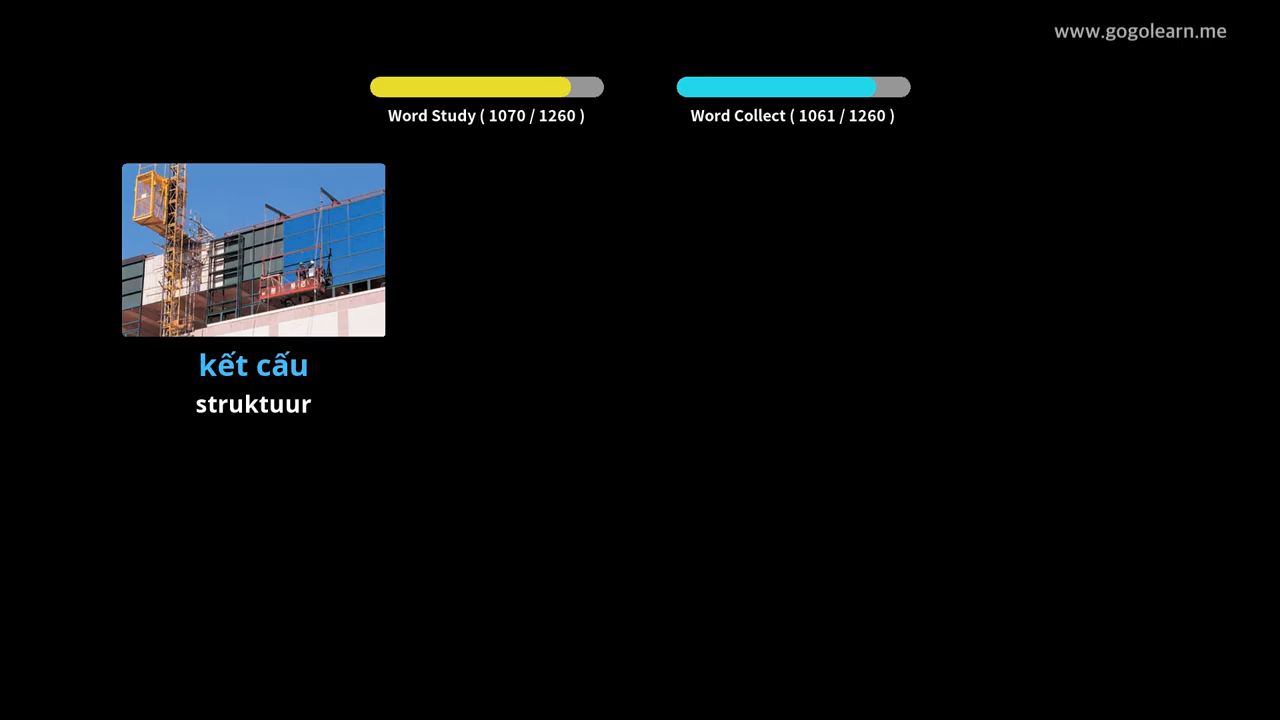 www.gogolearn.me
Word Study ( 1070 / 1260 )
Word Collect ( 1061 / 1260 )
kết cấu
struktuur